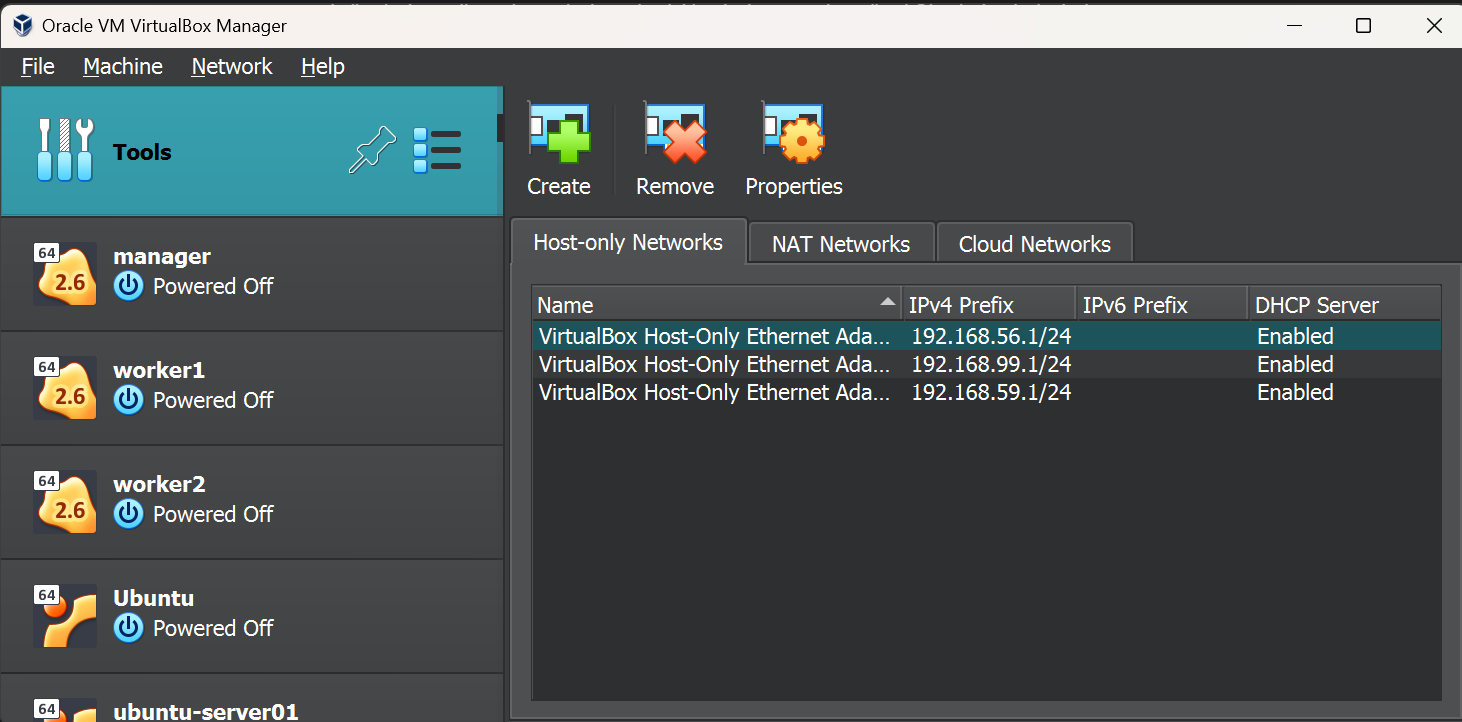 Oracle VM VirtualBox Manager
File Machine Network Help
Tools
Create Remove Properties
Host-only Networks NAT Networks Cloud Networks
Name IPv4 Prefix IPv6 Prefix DHCP Server
VirtualBox Host-Only Ethernet Ada... 192.168.56.1/24 Enabled
VirtualBox Host-Only Ethernet Ada... 192.168.99.1/24 Enabled
VirtualBox Host-Only Ethernet Ada... 192.168.59.1/24 Enabled
64
2.6
manager
Powered Off
64
2.6
worker1
Powered Off
64
2.6
worker2
Powered Off
64
Ubuntu
Powered Off
64
ubuntu-server01